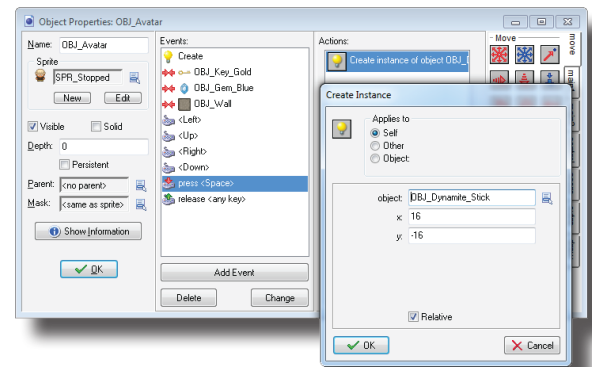 Object Properties: OBJ_Avatar
Name: OBJ_Avatar
Sprite
SPR_Stopped
New Edit
Visible Solid
Depth: 0
Persistent
Parent: <no parent>
Mask: <same as sprite>
Show Information
OK
Events:
Create
OBJ_Key_Gold
OBJ_Gem_Blue
OBJ_Wall
<Left>
<Up>
<Right>
<Down>
press <Space>
release <any key>
Add Event
Delete Change
Actions:
Create instance of object OBJ_
Move
move
Create Instance
Applies to
Self
Other
Object:
object: OBJ_Dynamite_Stick
x: 16
y: -16
Relative
OK Cancel